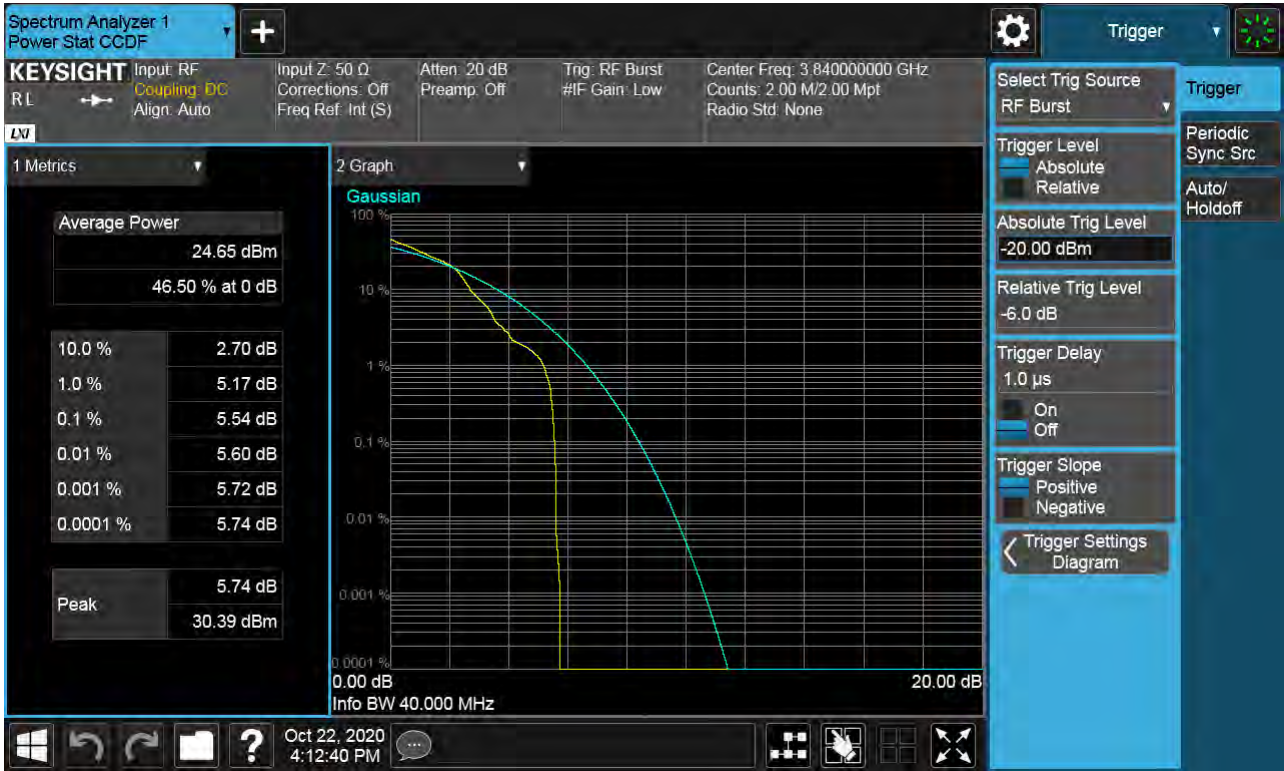 Spectrum Analyzer 1
Power Stat CCDF
+
Trigger
KEYSIGHT
RL
LXI
Input: RF
Coupling: DC
Align: Auto
Input Z: 50 Ω
Corrections: Off
Freq Ref: Int (S)
Atten: 20 dB
Preamp: Off
Trig: RF Burst
#IF Gain: Low
Center Freq: 3.840000000 GHz
Counts: 2.00 M/2.00 Mpt
Radio Std: None
1 Metrics
Average Power
24.65 dBm
46.50 % at 0 dB
10.0 % 2.70 dB
1.0 % 5.17 dB
0.1 % 5.54 dB
0.01 % 5.60 dB
0.001 % 5.72 dB
0.0001 % 5.74 dB
Peak
5.74 dB
30.39 dBm
2 Graph
Gaussian
100 %
10 %
1 %
0.1 %
0.01 %
0.001 %
0.0001 %
0.00 dB 20.00 dB
Info BW 40.000 MHz
Select Trig Source
RF Burst
Trigger Level
Absolute
Relative
Absolute Trig Level
-20.00 dBm
Relative Trig Level
-6.0 dB
Trigger Delay
1.0 µs
On
Off
Trigger Slope
Positive
Negative
Trigger Settings
Diagram
Trigger
Periodic
Sync Src
Auto/
Holdoff
?
Oct 22, 2020
4:12:40 PM